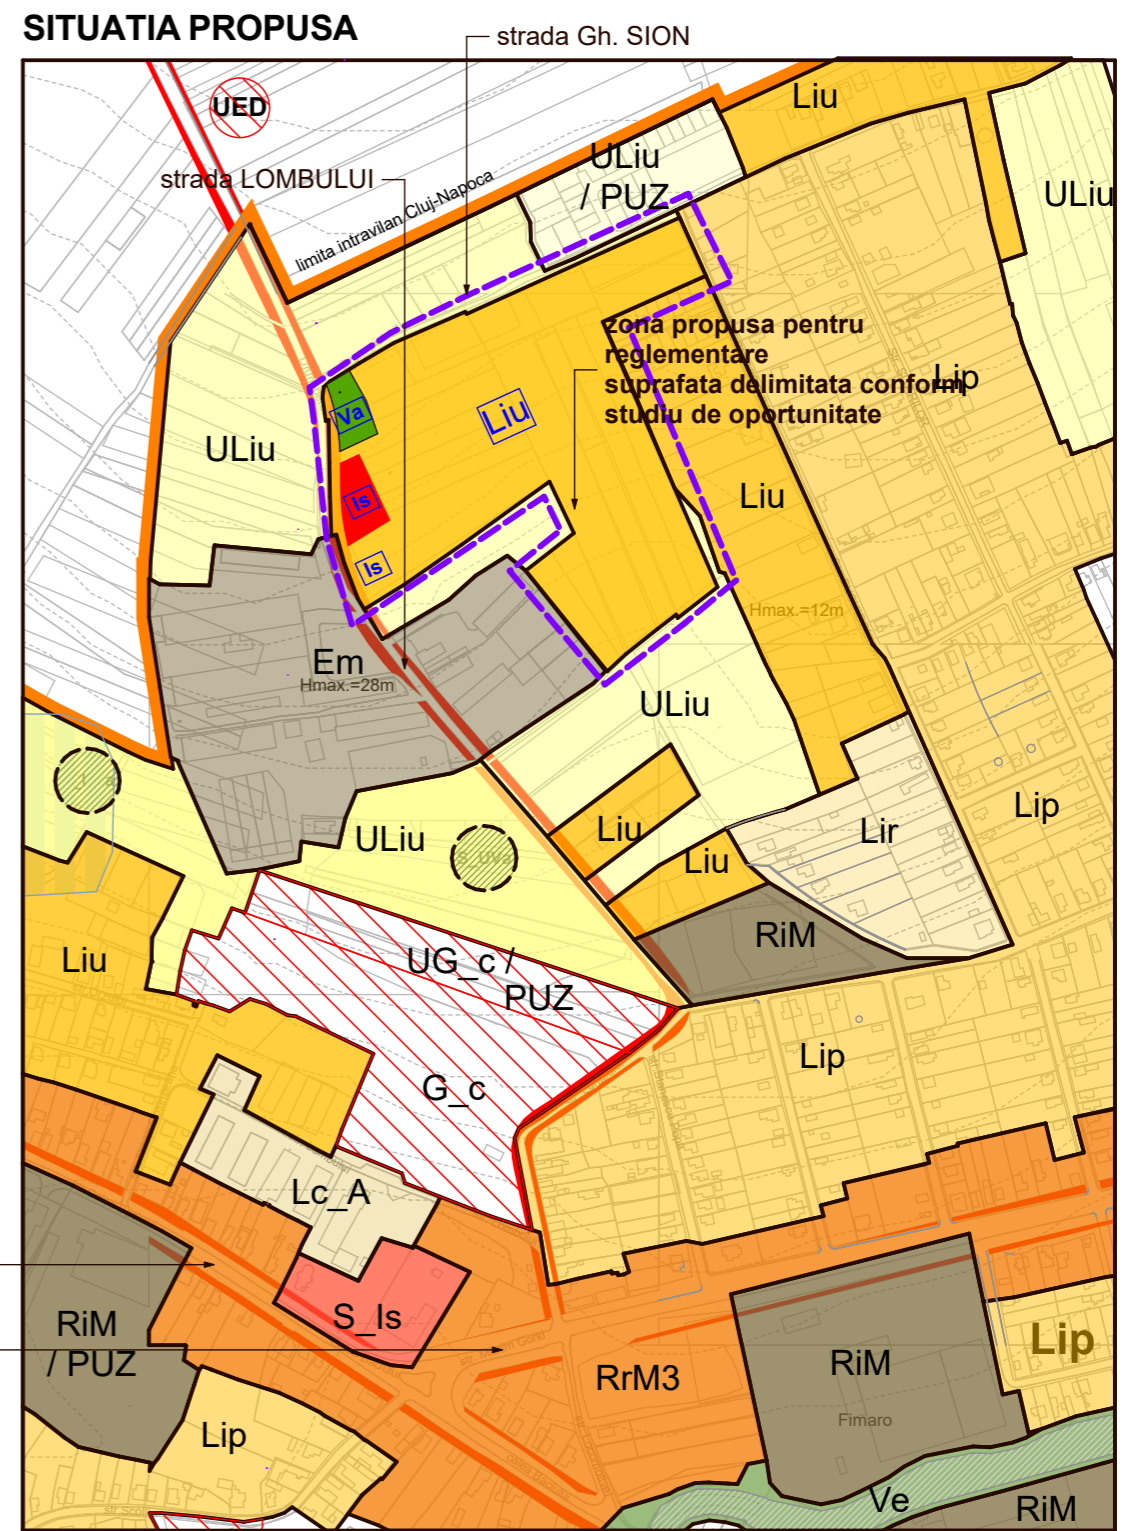 SITUATIA PROPUSA
strada Gh. SION
UED
Liu
ULiu
/ PUZ
strada LOMBULUI
ULiu
limita intravilan Cluj-Napoca
zona propusa pentru
reglementare
suprafata delimitata conform
studiu de oportunitate
Lip
Va
Liu
ULiu
Is
Liu
Is
Hmax.=12m
Em
Hmax.=28m
ULiu
Lip
Liu
ULiu
Lir
S_UVa
Liu
RiM
Liu
UG_c /
PUZ
Lip
G_c
Lc_A
S_Is
RiM
/ PUZ
RrM3
RiM
Lip
Fimaro
Lip
Ve
RiM